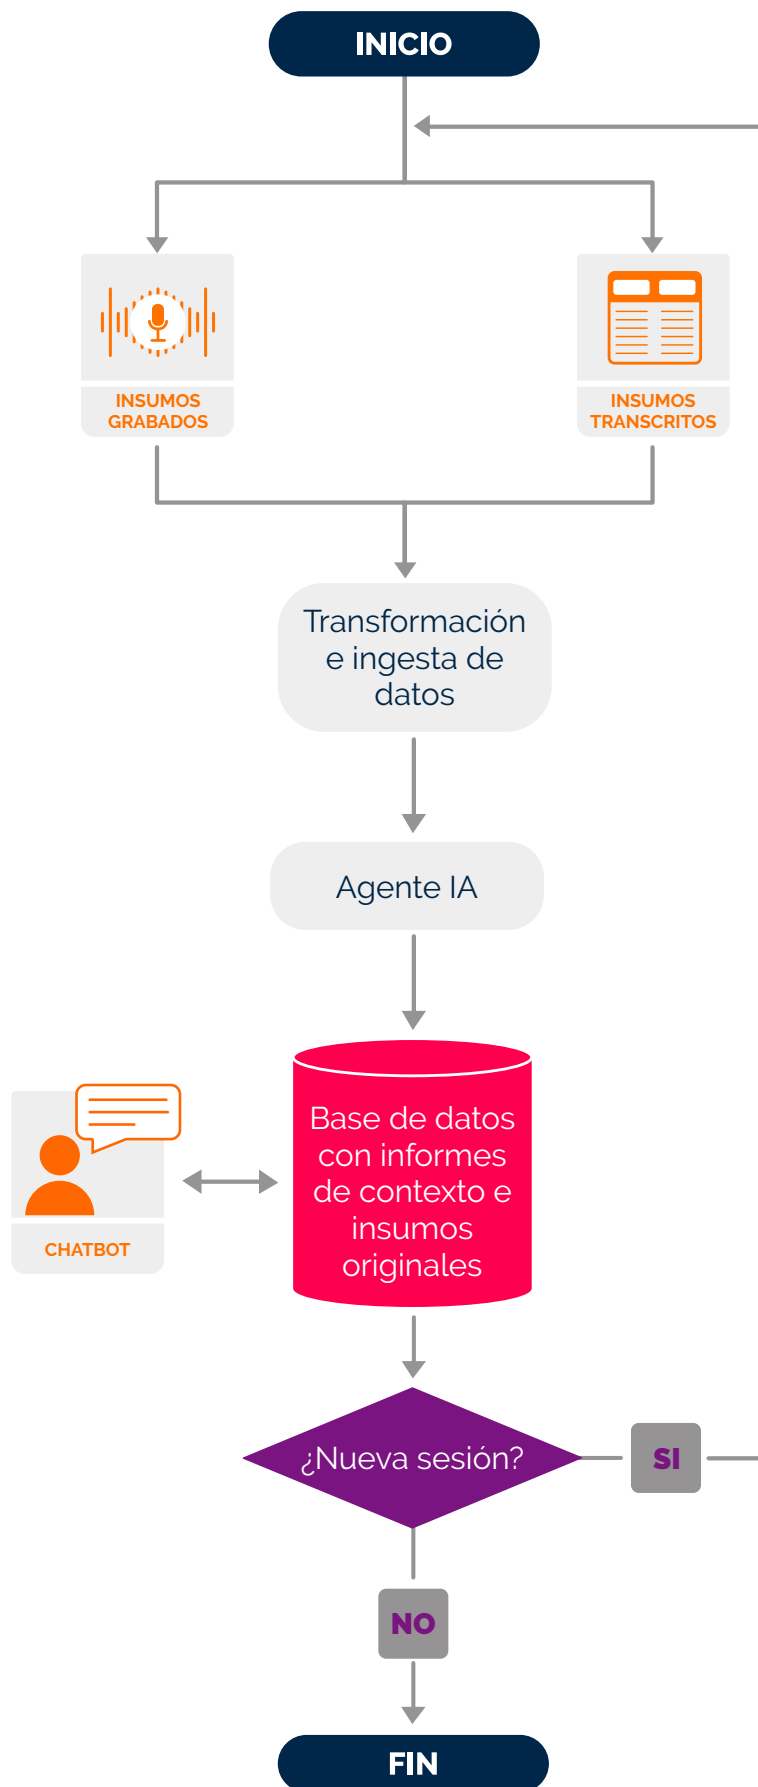 INICIO
INSUMOS
GRABADOS
INSUMOS
TRANSCRITOS
Transformación
e ingesta de
datos
Agente IA
Base de datos
con informes
de contexto e
insumos
originales
CHATBOT
¿Nueva sesión?
SI
NO
FIN